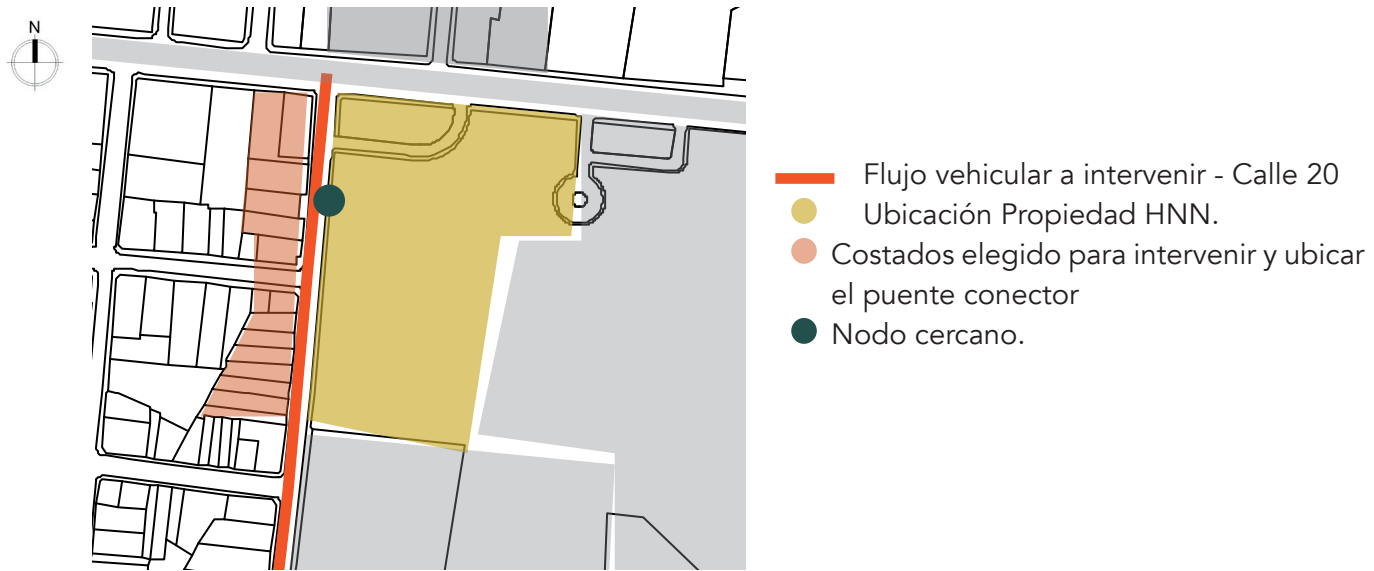 N
Flujo vehicular a intervenir - Calle 20
Ubicación Propiedad HNN.
Costados elegido para intervenir y ubicar
el puente conector
Nodo cercano.